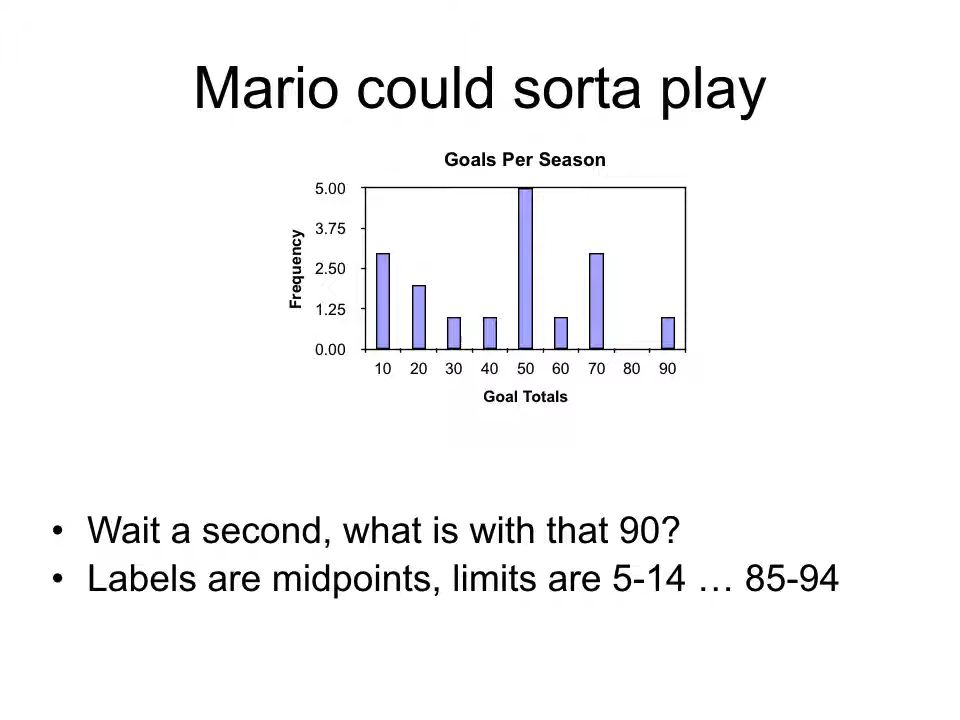 Mario could sorta play
Goals Per Season
5.00
3.75
2.50
1.25
0.00
Frequency
10 20 30 40 50 60 70 80 90
Goal Totals
• Wait a second, what is with that 90?
• Labels are midpoints, limits are 5-14 … 85-94